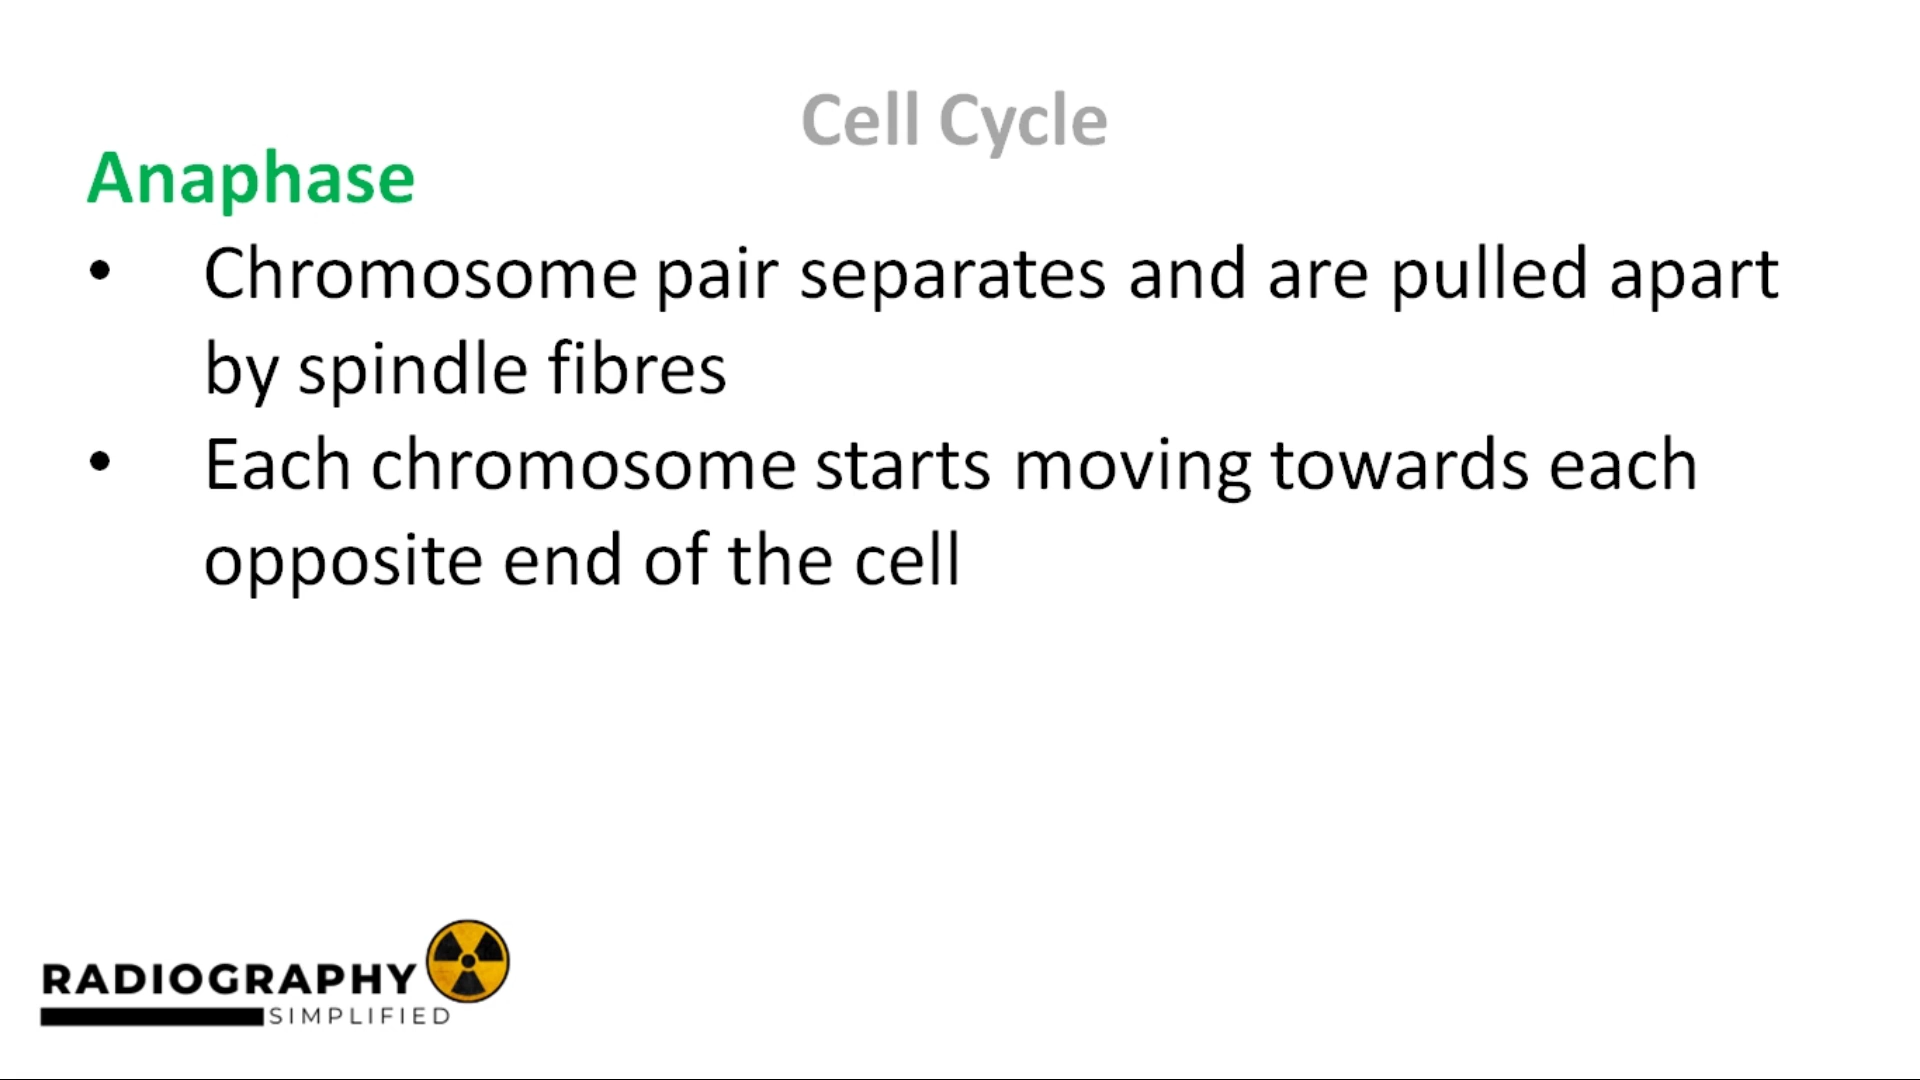 Cell Cycle
Anaphase
• Chromosome pair separates and are pulled apart
by spindle fibres
• Each chromosome starts moving towards each
opposite end of the cell
RADIOGRAPHY
SIMPLIFIED